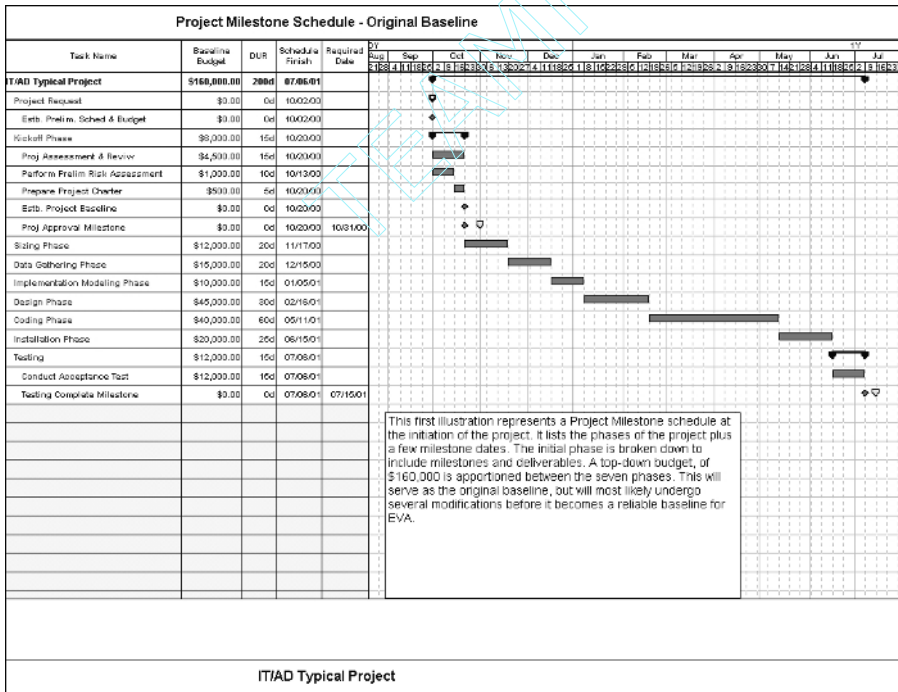 Project Milestone Schedule - Original Baseline
Task Name Baseline Budget DUR Schedule Finish Required Date
Aug Sep Oct Nov Dec Jan Feb Mar Apr May Jun Jul
IT/AD Typical Project $160,000.00 200d 07/06/01
Project Request $0.00 0d 10/02/00
Estb. Prelim. Sched & Budget $0.00 0d 10/02/00
Kickoff Phase $6,000.00 15d 10/20/00
Proj Assessment & Reviw $4,500.00 15d 10/20/00
Perform Prelim Risk Assessment $1,000.00 10d 10/13/00
Prepare Project Charter $500.00 5d 10/20/00
Estb. Project Baseline $0.00 0d 10/20/00
Proj Approval Milestone $0.00 0d 10/20/00 10/31/00
Sizing Phase $12,000.00 20d 11/17/00
Data Gathering Phase $15,000.00 20d 12/15/00
Implementation Modeling Phase $10,000.00 15d 01/05/01
Design Phase $45,000.00 30d 02/16/01
Coding Phase $40,000.00 60d 05/11/01
Installation Phase $20,000.00 25d 06/15/01
Testing $12,000.00 15d 07/06/01
Conduct Acceptance Test $12,000.00 15d 07/06/01
Testing Complete Milestone $0.00 0d 07/06/01 07/15/01
This first illustration represents a Project Milestone schedule at
the initiation of the project. It lists the phases of the project plus
a few milestone dates. The initial phase is broken down to
include milestones and deliverables. A top-down budget, of
$160,000 is apportioned between the seven phases. This will
serve as the original baseline, but will most likely undergo
several modifications before it becomes a reliable baseline for
EVA.
IT/AD Typical Project